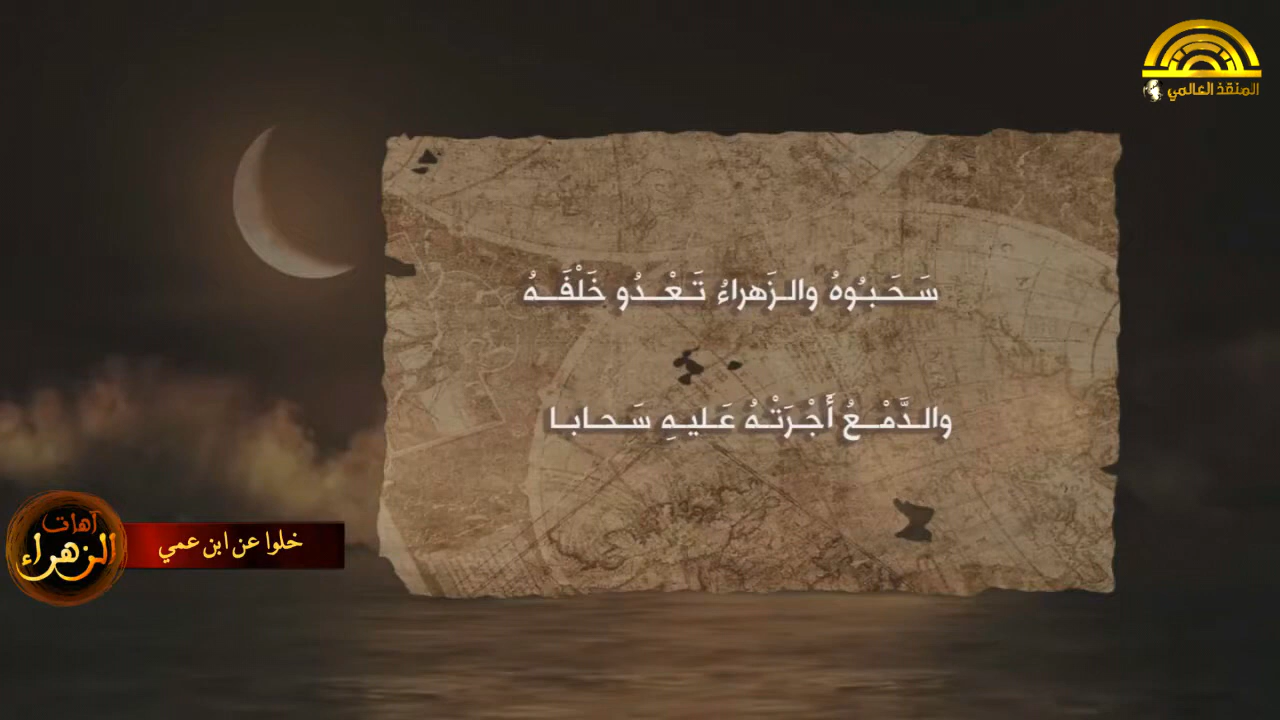 المنقذ العالمي
سَحَبُوهُ والزَهراءُ تَعْدُو خَلْفَهُ
والدَّمْعُ أَجْرَتْهُ عَليهِ سَحابا
آهات
الزهراء
خلوا عن ابن عمي